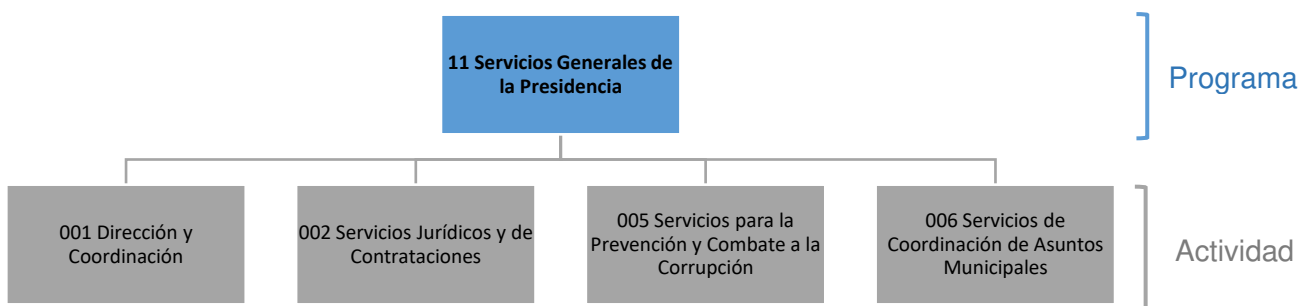 11 Servicios Generales de
la Presidencia
Programa
001 Dirección y
Coordinación
002 Servicios Jurídicos y de
Contrataciones
005 Servicios para la
Prevención y Combate a la
Corrupción
006 Servicios de
Coordinación de Asuntos
Municipales
Actividad